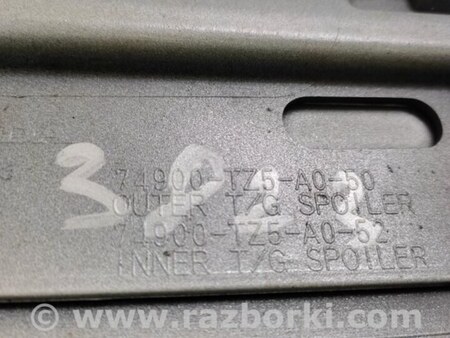 74900-TZ5-A0-50
OUTER T/G SPOILER
74900-TZ5-A0-52
INNER T/G SPOILER
www.razborki.com